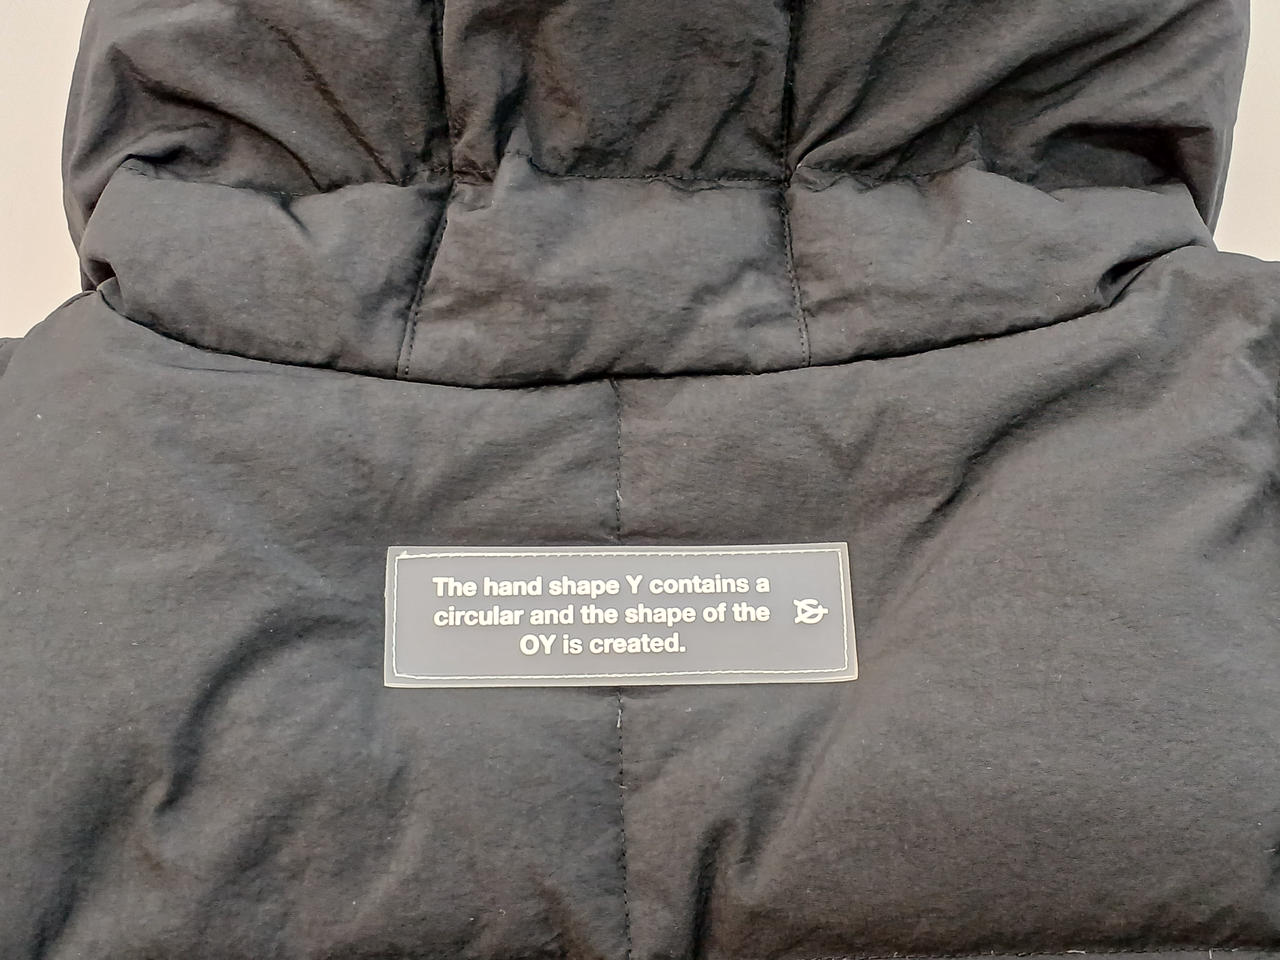 The hand shape Y contains a
circular and the shape of the
OY is created.